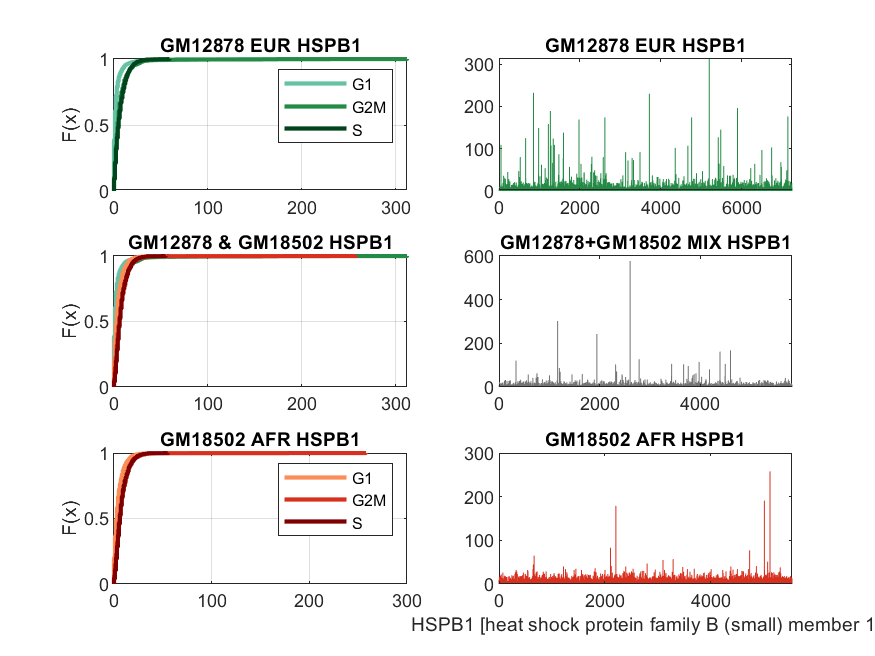 GM12878 EUR HSPB1
F(x)
1
0.5
0
0
100
200
300
G1
G2M
S
GM12878 EUR HSPB1
300
200
100
0
0
2000
4000
6000
GM12878 & GM18502 HSPB1
F(x)
1
0.5
0
0
100
200
300
GM12878+GM18502 MIX HSPB1
600
400
200
0
0
2000
4000
GM18502 AFR HSPB1
F(x)
1
0.5
0
0
100
200
300
G1
G2M
S
GM18502 AFR HSPB1
300
200
100
0
0
2000
4000
HSPB1 [heat shock protein family B (small) member 1